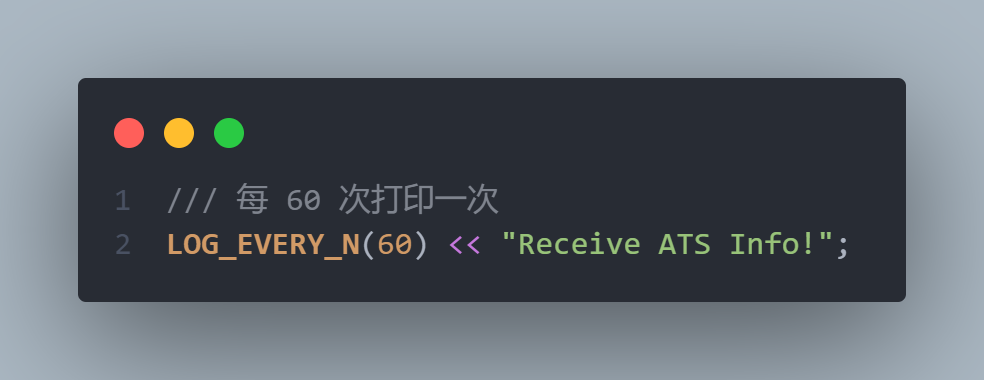 1 /// 每 60 次打印一次
2 LOG_EVERY_N(60) << "Receive ATS Info!";